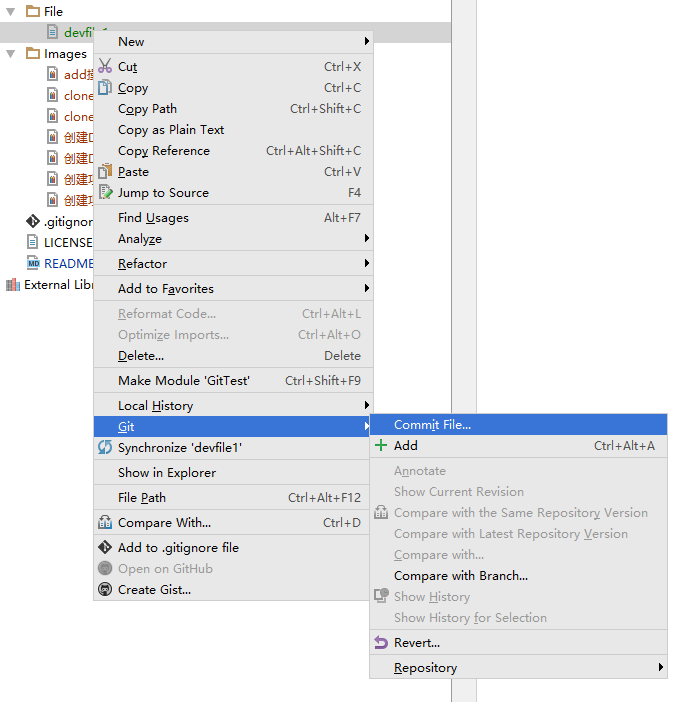 File
devfile1
New
Images
Cut Ctrl+X
add
Copy Ctrl+C
clone
Copy Path Ctrl+Shift+C
clone
Copy as Plain Text
创建
Copy Reference Ctrl+Alt+Shift+C
创建
Paste Ctrl+V
创建
Jump to Source F4
创建
Find Usages Alt+F7
.gitignore
Analyze
LICENSE
Refactor
README
External Libr
Add to Favorites
Reformat Code... Ctrl+Alt+L
Optimize Imports... Ctrl+Alt+O
Delete... Delete
Make Module 'GitTest' Ctrl+Shift+F9
Local History
Git
Synchronize 'devfile1'
Show in Explorer
File Path Ctrl+Alt+F12
Compare With... Ctrl+D
Add to .gitignore file
Open on GitHub
Create Gist...
Commit File...
Add Ctrl+Alt+A
Annotate
Show Current Revision
Compare with the Same Repository Version
Compare with Latest Repository Version
Compare with...
Compare with Branch...
Show History
Show History for Selection
Revert...
Repository